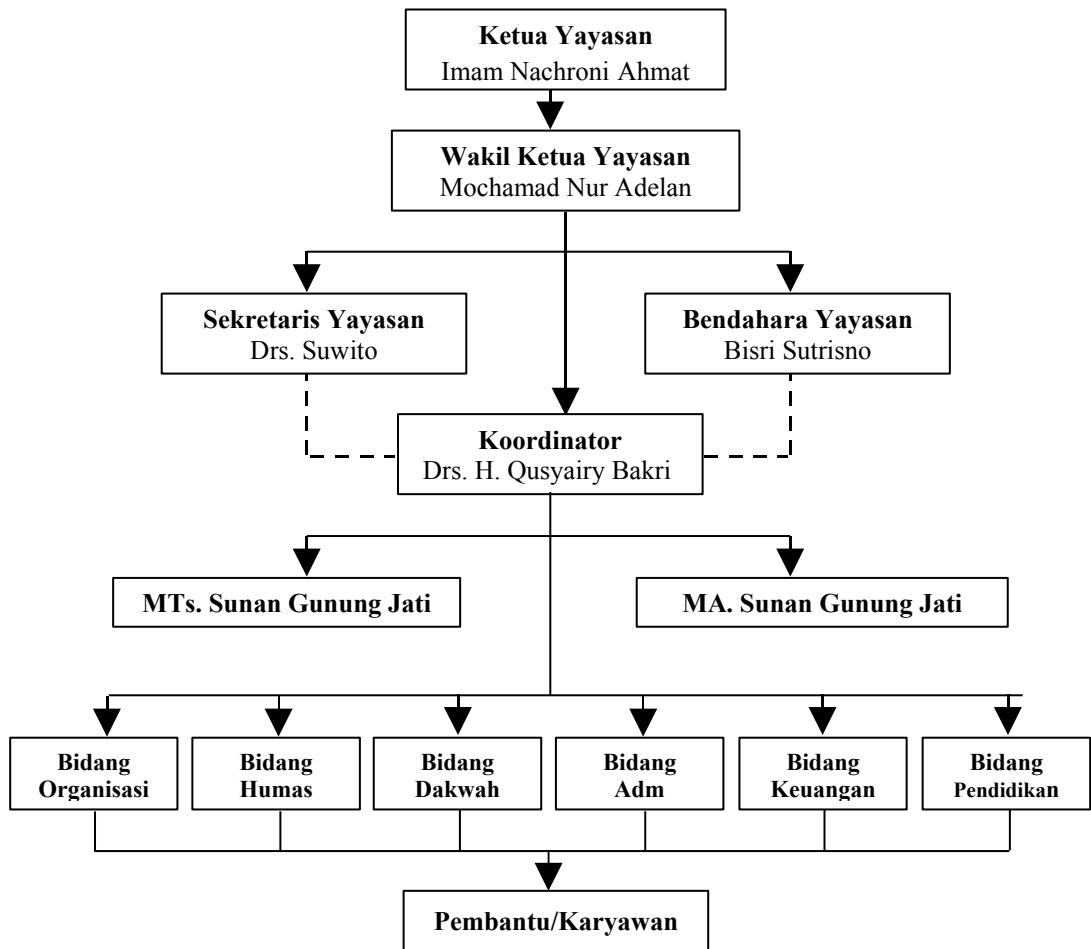 Ketua Yayasan
Imam Nachroni Ahmat
Wakil Ketua Yayasan
Mochamad Nur Adelan
Sekretaris Yayasan
Drs. Suwito
Bendahara Yayasan
Bisri Sutrisno
Koordinator
Drs. H. Qusyairy Bakri
MTs. Sunan Gunung Jati
MA. Sunan Gunung Jati
Bidang
Organisasi
Bidang
Humas
Bidang
Dakwah
Bidang
Adm
Bidang
Keuangan
Bidang
Pendidikan
Pembantu/Karyawan